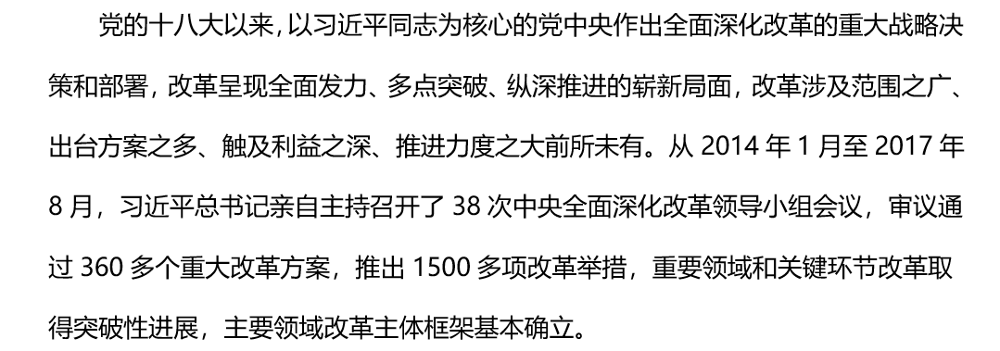 党的十八大以来，以习近平同志为核心的党中央作出全面深化改革的重大战略决
策和部署，改革呈现全面发力、多点突破、纵深推进的崭新局面，改革涉及范围之广、
出台方案之多、触及利益之深、推进力度之大前所未有。从 2014 年 1 月至 2017 年
8 月，习近平总书记亲自主持召开了 38 次中央全面深化改革领导小组会议，审议通
过 360 多个重大改革方案，推出 1500 多项改革举措，重要领域和关键环节改革取
得突破性进展，主要领域改革主体框架基本确立。